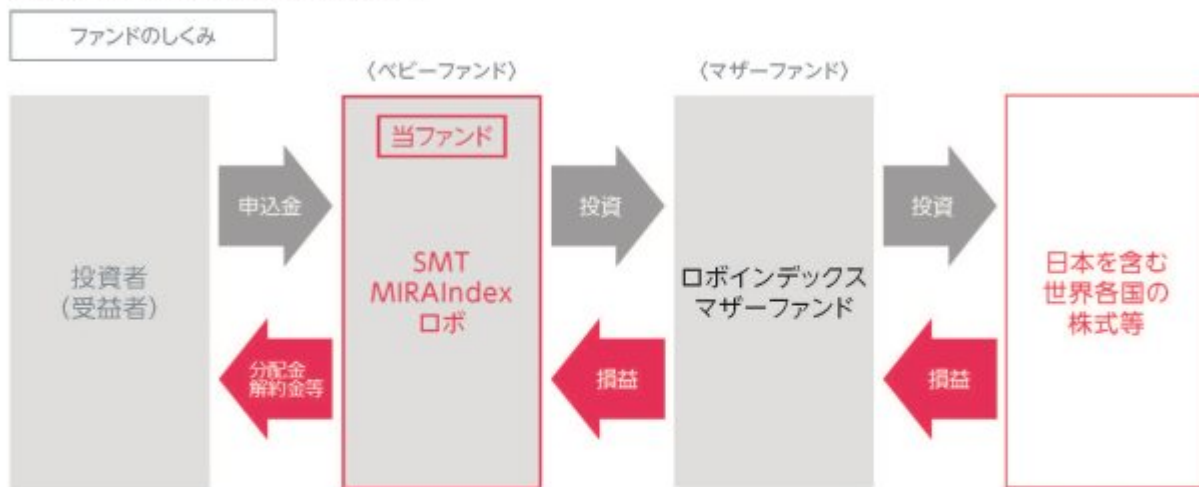 ファンドのしくみ
〈ベビーファンド〉
〈マザーファンド〉
投資者
(受益者)
申込金
分配金
解約金等
当ファンド
SMT
MIRAIndex
ロボ
投資
損益
ロボインデックス
マザーファンド
投資
損益
日本を含む
世界各国の
株式等